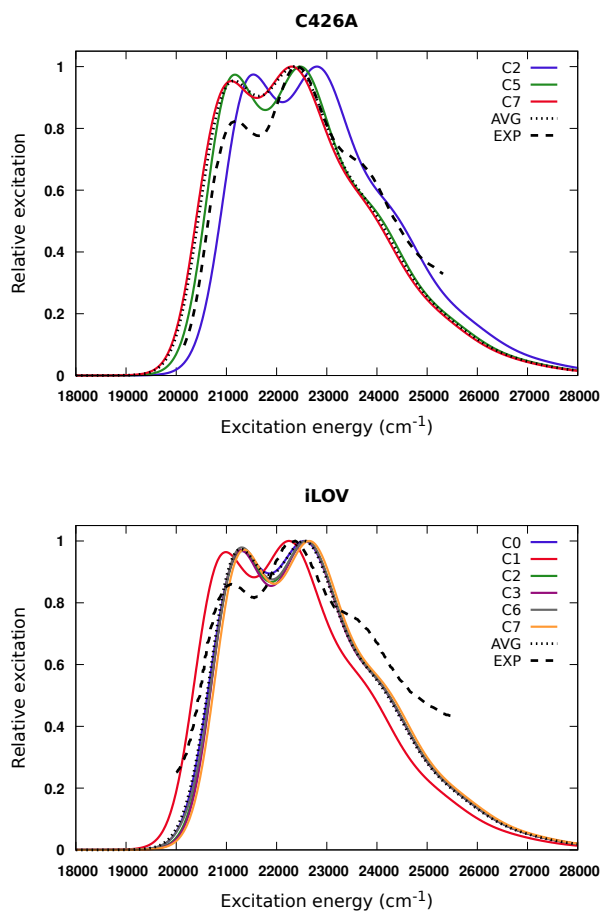 C426A
Relative excitation
1
0.8
0.6
0.4
0.2
0
C2
C5
C7
AVG
EXP
18000 19000 20000 21000 22000 23000 24000 25000 26000 27000 28000
Excitation energy (cm⁻¹)
iLOV
Relative excitation
1
0.8
0.6
0.4
0.2
0
C0
C1
C2
C3
C6
C7
AVG
EXP
18000 19000 20000 21000 22000 23000 24000 25000 26000 27000 28000
Excitation energy (cm⁻¹)